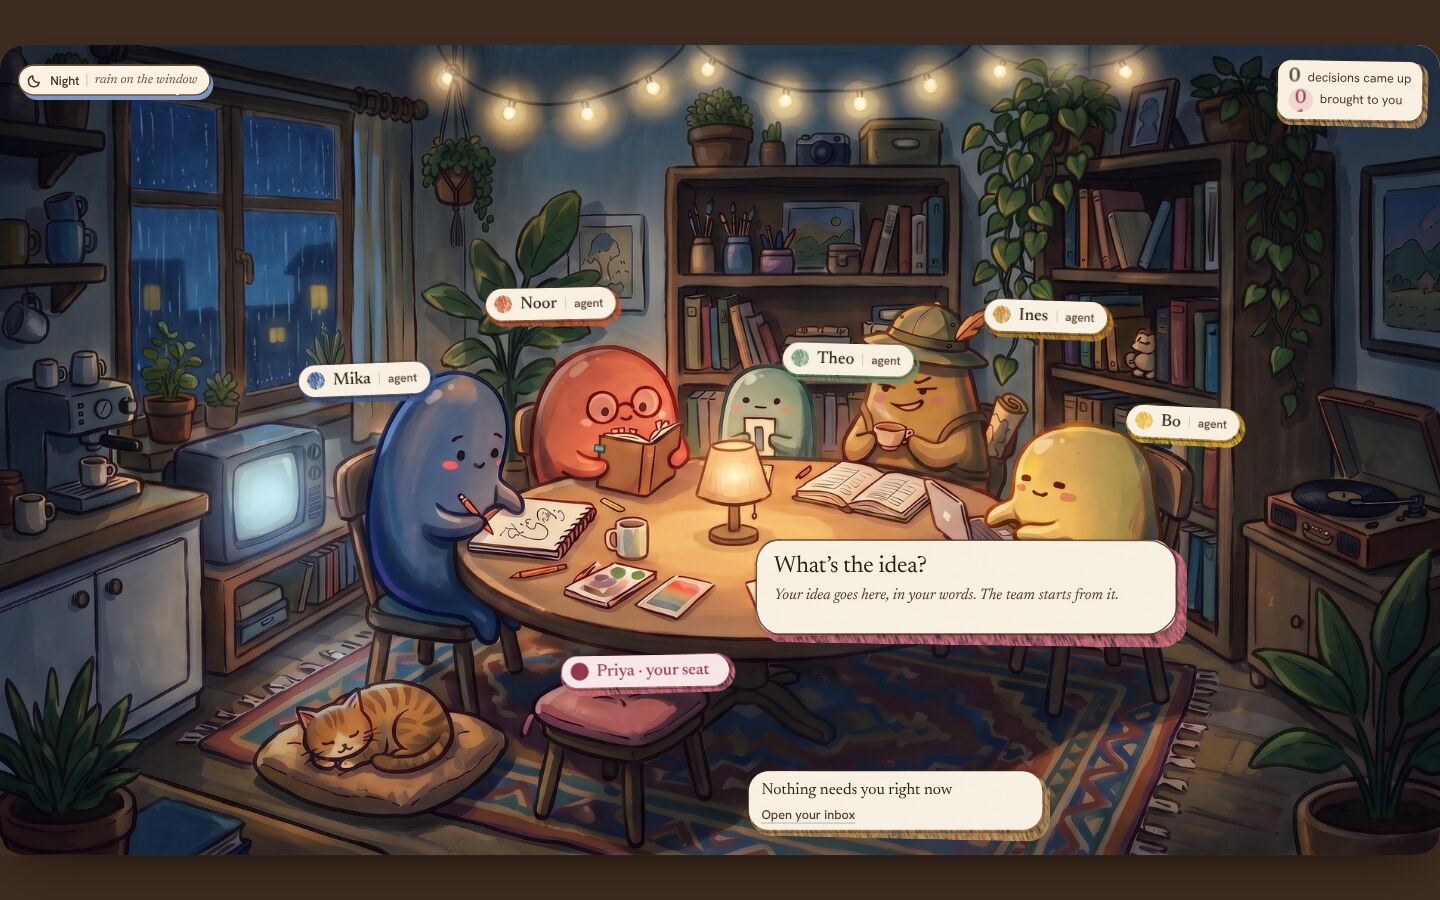 Night rain on the window
0 decisions came up
0 brought to you
Noor agent
Ines agent
Theo agent
Mika agent
Bo agent
What's the idea?
Your idea goes here, in your words. The team starts from it.
Priya · your seat
Nothing needs you right now
Open your inbox